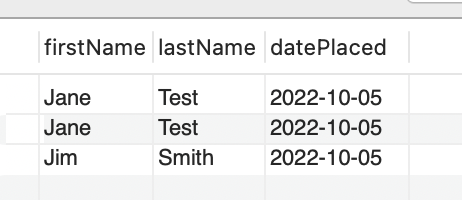 firstName lastName datePlaced
Jane Test 2022-10-05
Jane Test 2022-10-05
Jim Smith 2022-10-05